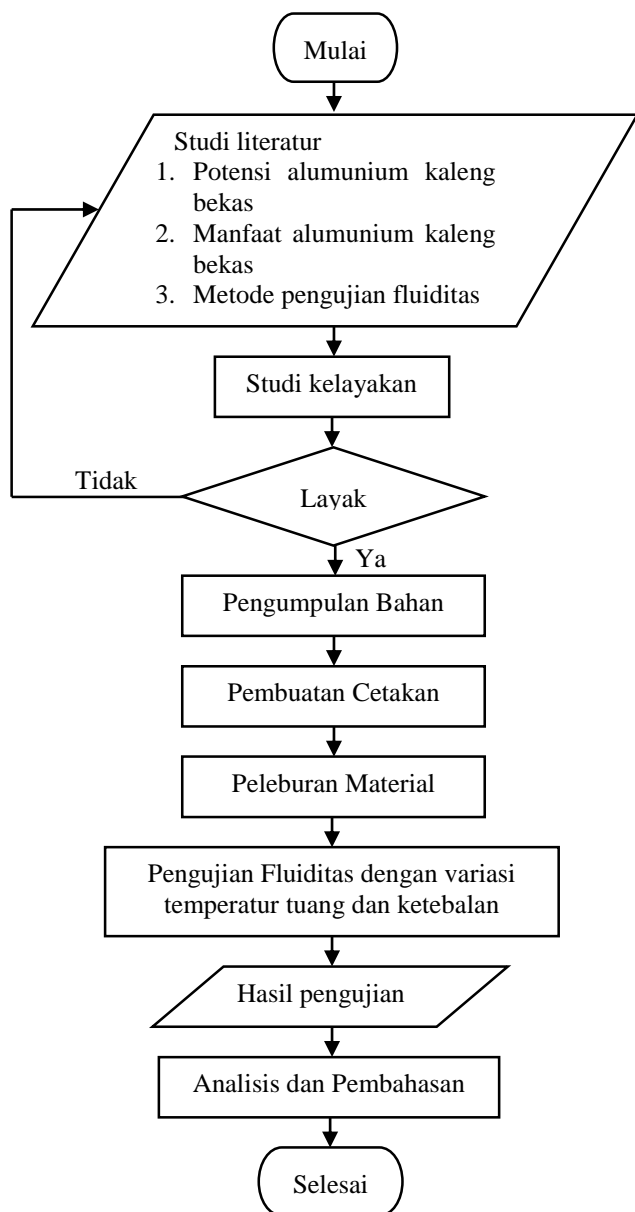 Mulai
Studi literatur
1. Potensi alumunium kaleng
bekas
2. Manfaat alumunium kaleng
bekas
3. Metode pengujian fluiditas
Studi kelayakan
Tidak
Layak
Ya
Pengumpulan Bahan
Pembuatan Cetakan
Peleburan Material
Pengujian Fluiditas dengan variasi
temperatur tuang dan ketebalan
Hasil pengujian
Analisis dan Pembahasan
Selesai